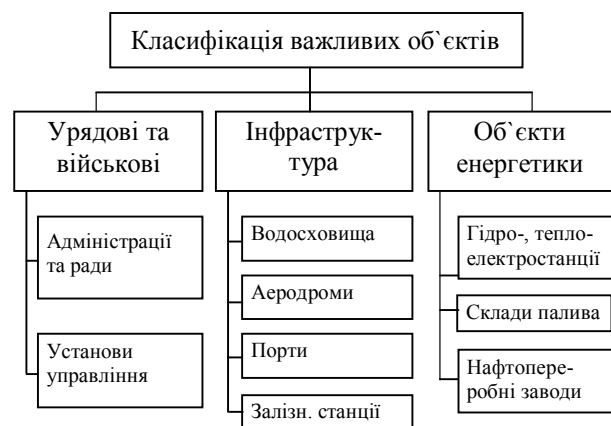 Класифікація важливих об`єктів
Урядові та
військові
Адміністрації
та ради
Установи
управління
Інфраструк-
тура
Водосховища
Аеродроми
Порти
Залізн. станції
Об`єкти
енергетики
Гідро-, тепло-
електростанції
Склади палива
Нафтопере-
робні заводи